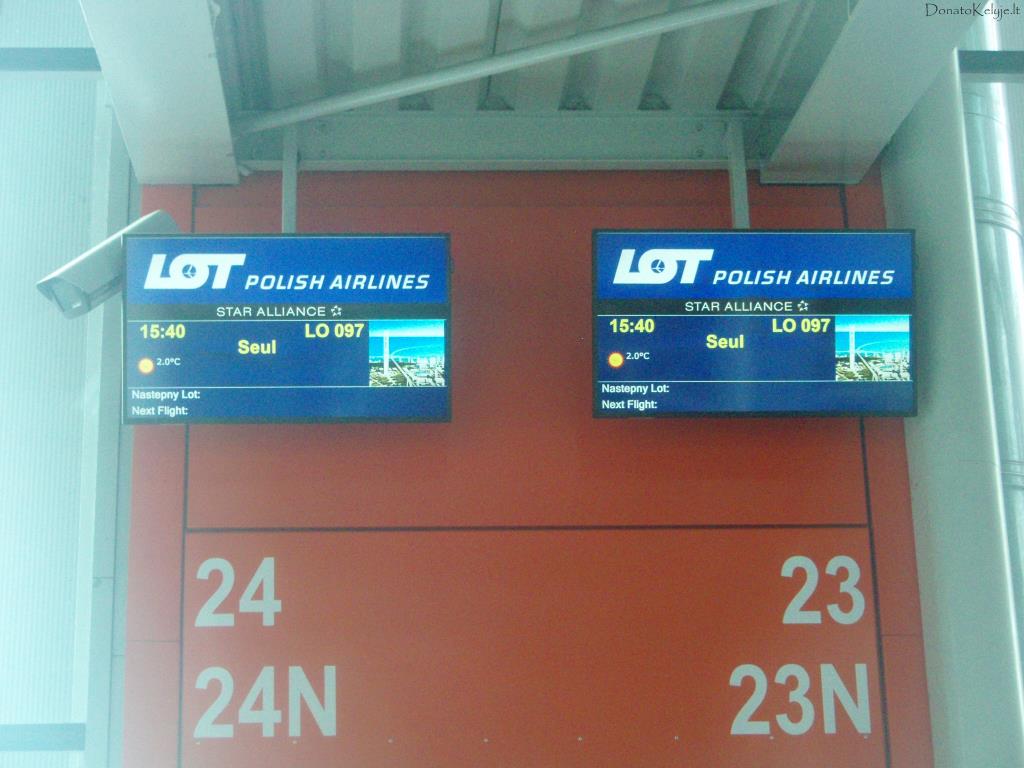 DonatoKelyje.lt
LOT POLISH AIRLINES
STAR ALLIANCE
15:40 LO 097
Seul
2.0°C
Nastepny Lot:
Next Flight:
LOT POLISH AIRLINES
STAR ALLIANCE
15:40 LO 097
Seul
2.0°C
Nastepny Lot:
Next Flight:
24 23
24N 23N